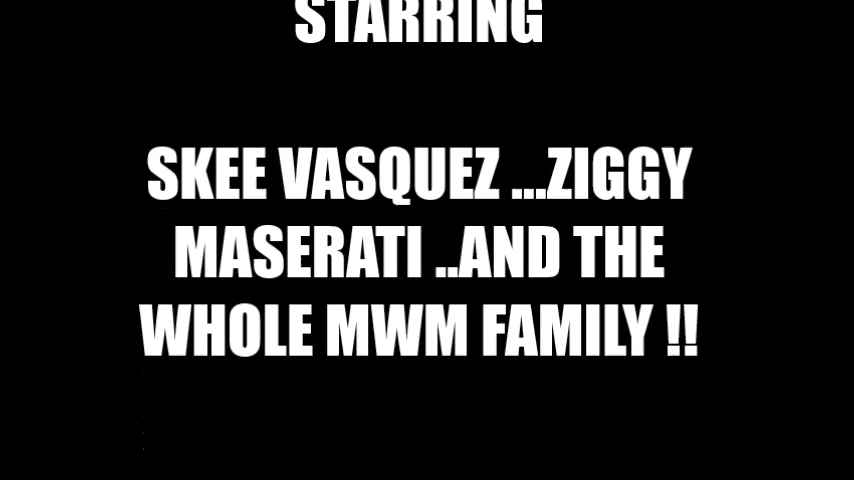 STARRING
SKEE VASQUEZ ...ZIGGY
MASERATI ..AND THE
WHOLE MWM FAMILY !!